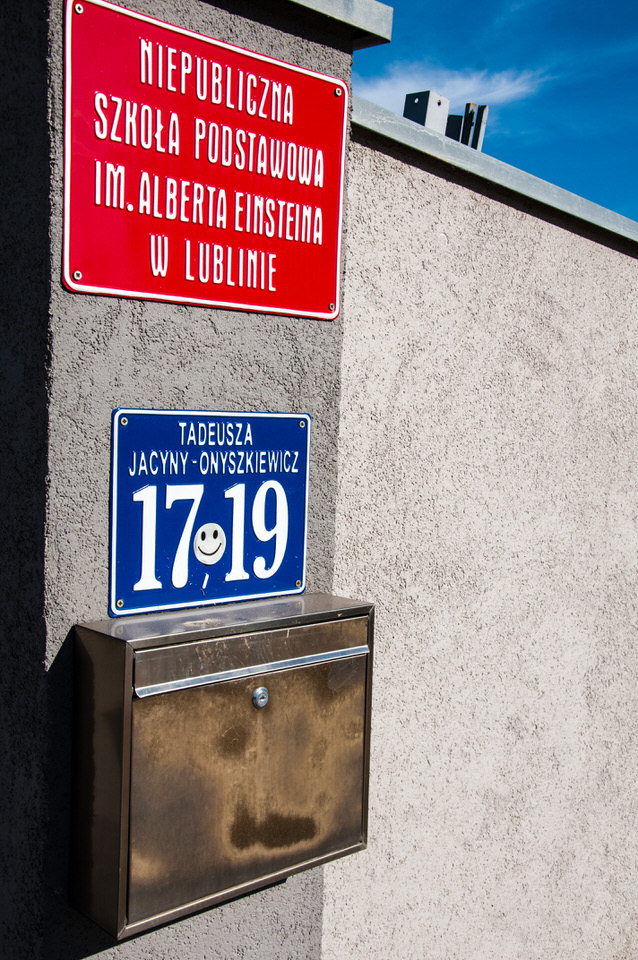 NIEPUBLICZNA
SZKOŁA PODSTAWOWA
IM. ALBERTA EINSTEINA
W LUBLINIE
TADEUSZA
JACYNY-ONYSZKIEWICZ
17 19